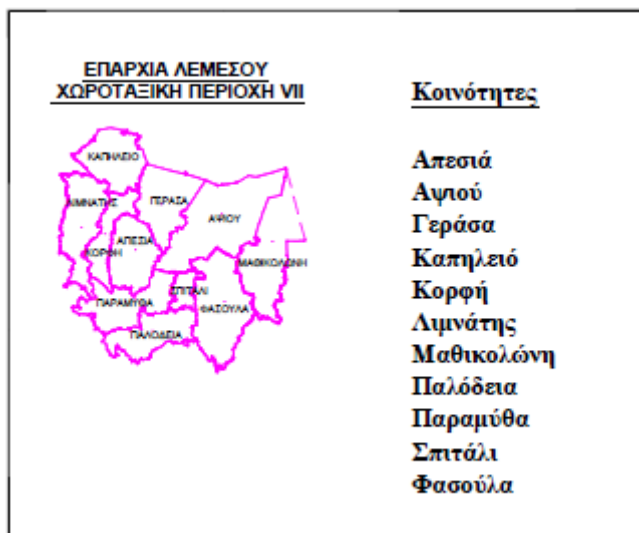 ΕΠΑΡΧΙΑ ΛΕΜΕΣΟΥ
ΧΩΡΟΤΑΞΙΚΗ ΠΕΡΙΟΧΗ VII
ΚΑΠΗΛΕΙΟ
ΛΙΜΝΑΤΗΣ
ΓΕΡΑΣΑ
ΑΨΙΟΥ
ΑΠΕΣΙΑ
ΚΟΡΦΗ
ΜΑΘΙΚΟΛΩΝΗ
ΣΠΙΤΑΛΙ
ΠΑΡΑΜΥΘΑ
ΦΑΣΟΥΛΑ
ΠΑΛΟΔΕΙΑ
Κοινότητες
Απεσιά
Αψιού
Γεράσα
Καπηλειό
Κορφή
Λιμνάτης
Μαθικολώνη
Παλόδεια
Παραμύθα
Σπιτάλι
Φασούλα